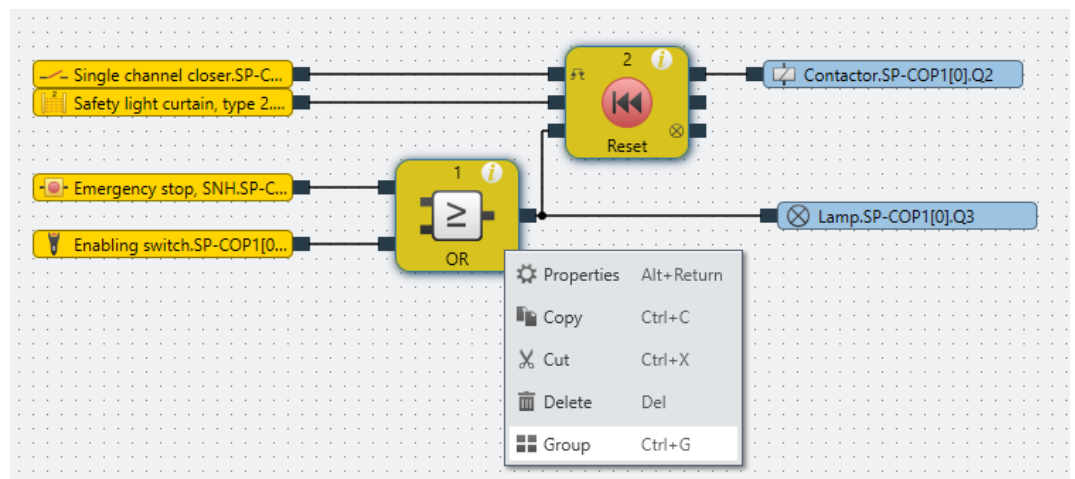 2 i
Single channel closer.SP-C...
Contactor.SP-COP1[0].Q2
2
Safety light curtain, type 2....
Reset
1 i
Emergency stop, SNH.SP-C...
≥
Lamp.SP-COP1[0].Q3
Enabling switch.SP-COP1[0...
OR
Properties Alt+Return
Copy Ctrl+C
Cut Ctrl+X
Delete Del
Group Ctrl+G